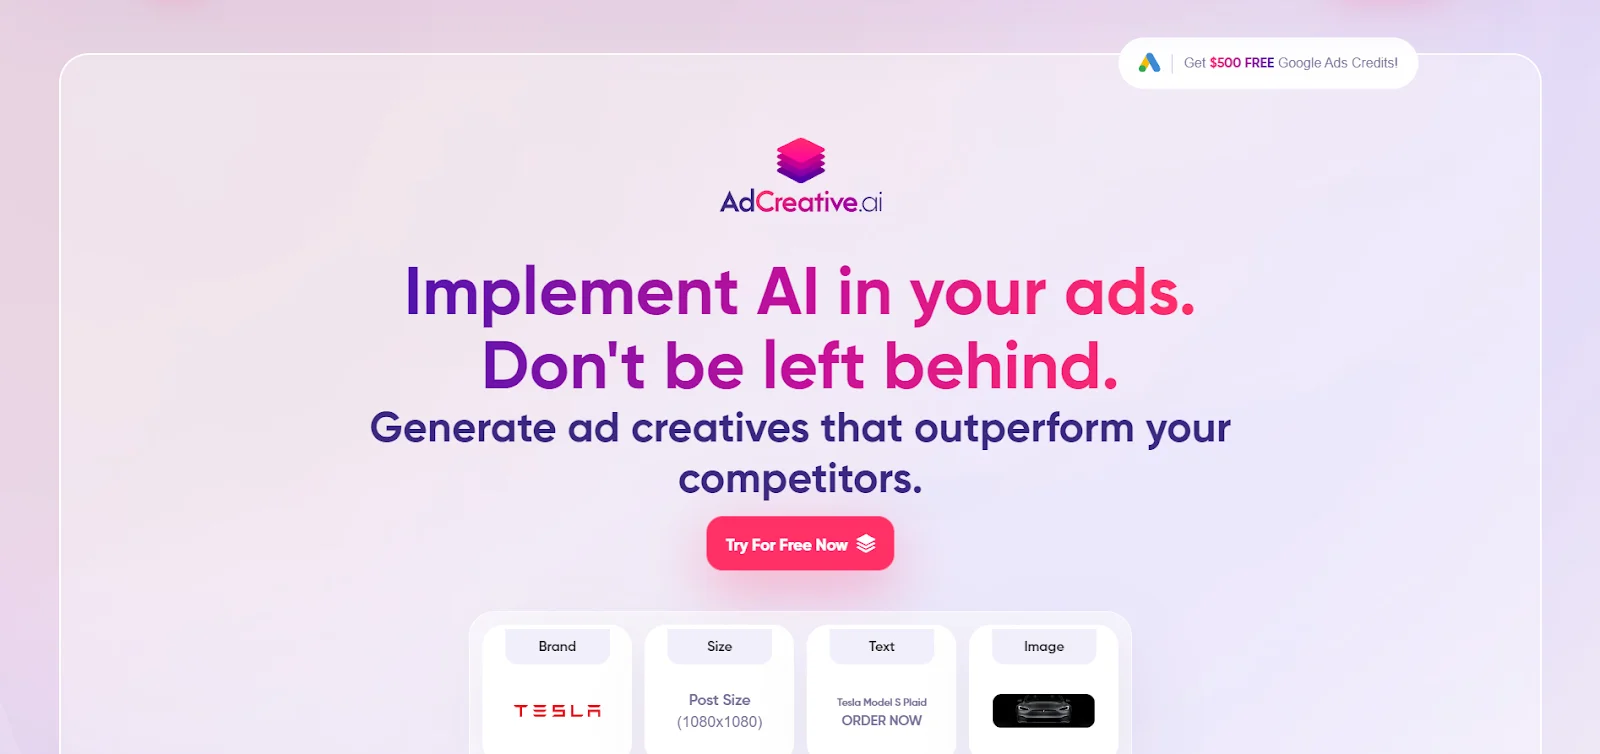 Get $500 FREE Google Ads Credits!
AdCreative.ai
Implement AI in your ads.
Don't be left behind.
Generate ad creatives that outperform your
competitors.
Try For Free Now
Brand
Size
Text
Image
TESLA
Post Size
(1080x1080)
Tesla Model S Plaid
ORDER NOW